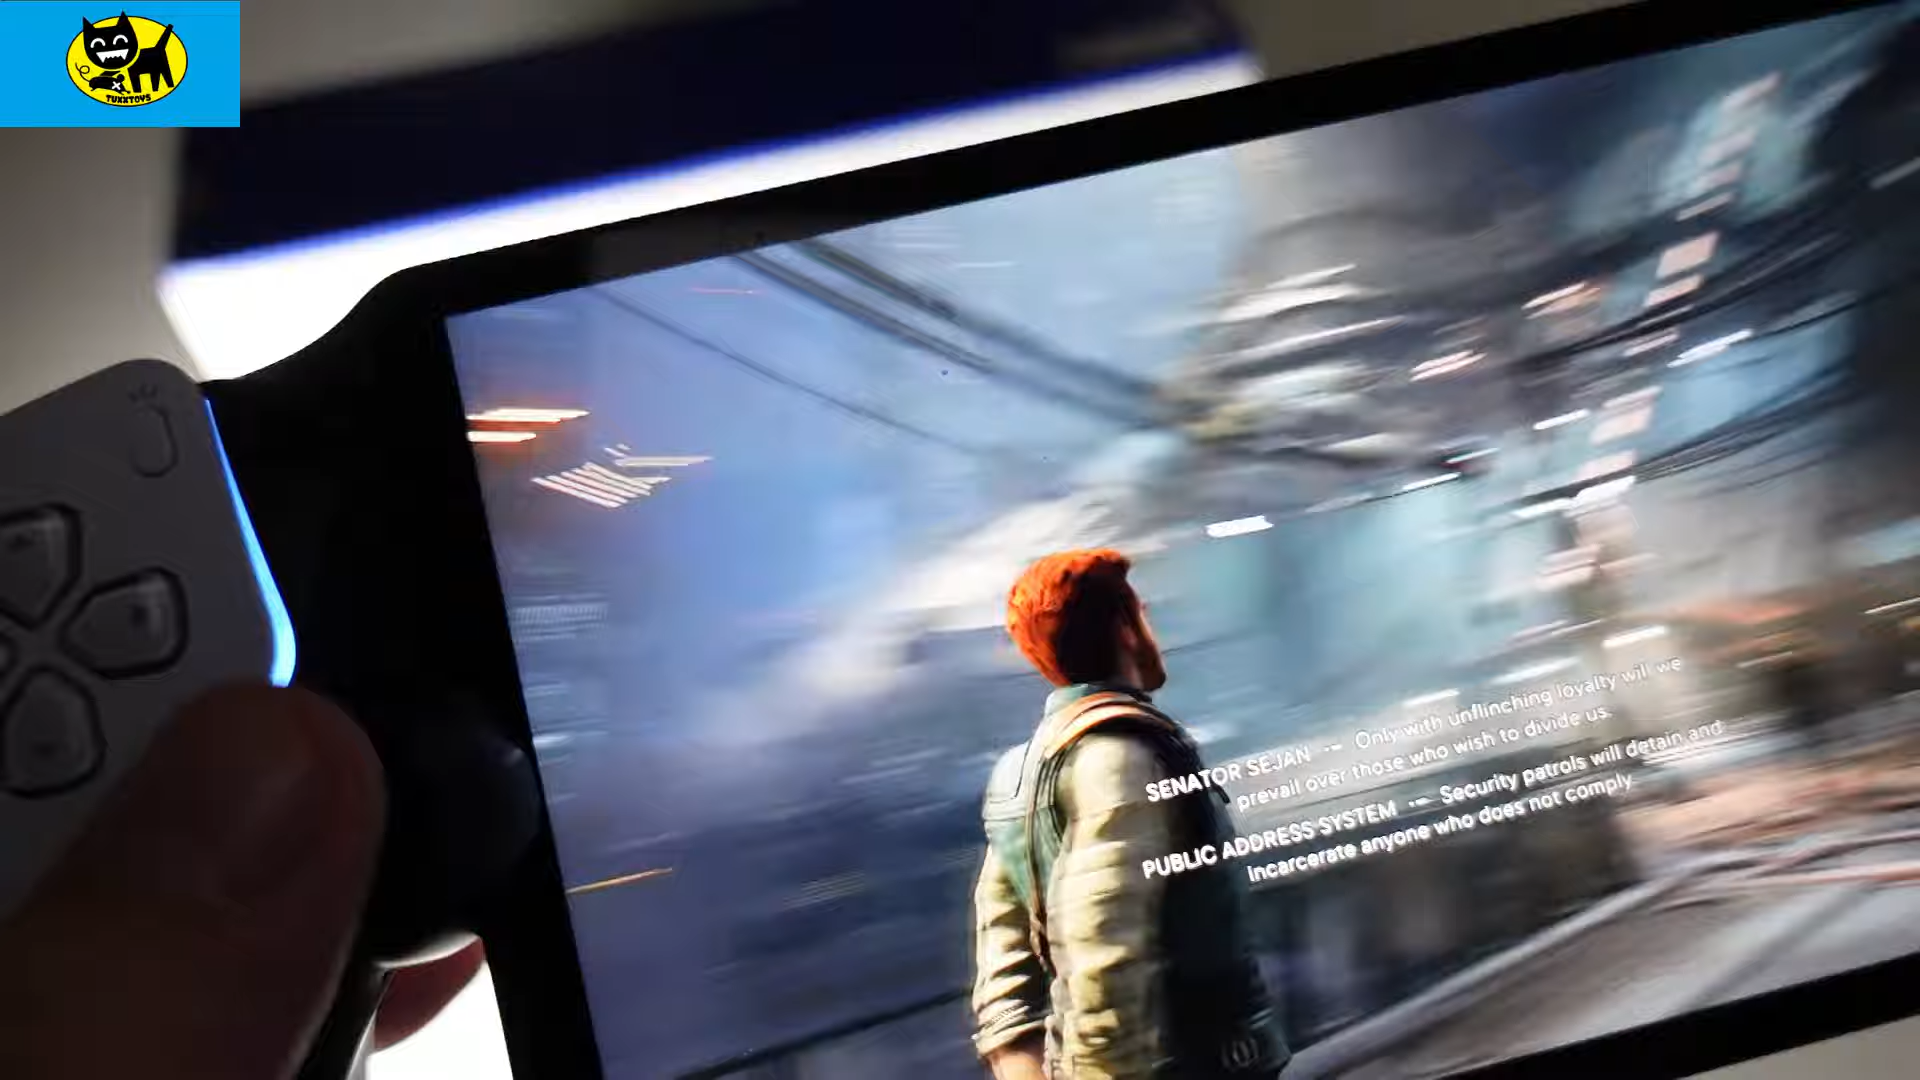 TUXXTOYS
SENATOR SEJAN -- Only with unflinching loyalty will we
prevail over those who wish to divide us.
PUBLIC ADDRESS SYSTEM -- Security patrols will detain and
incarcerate anyone who does not comply.